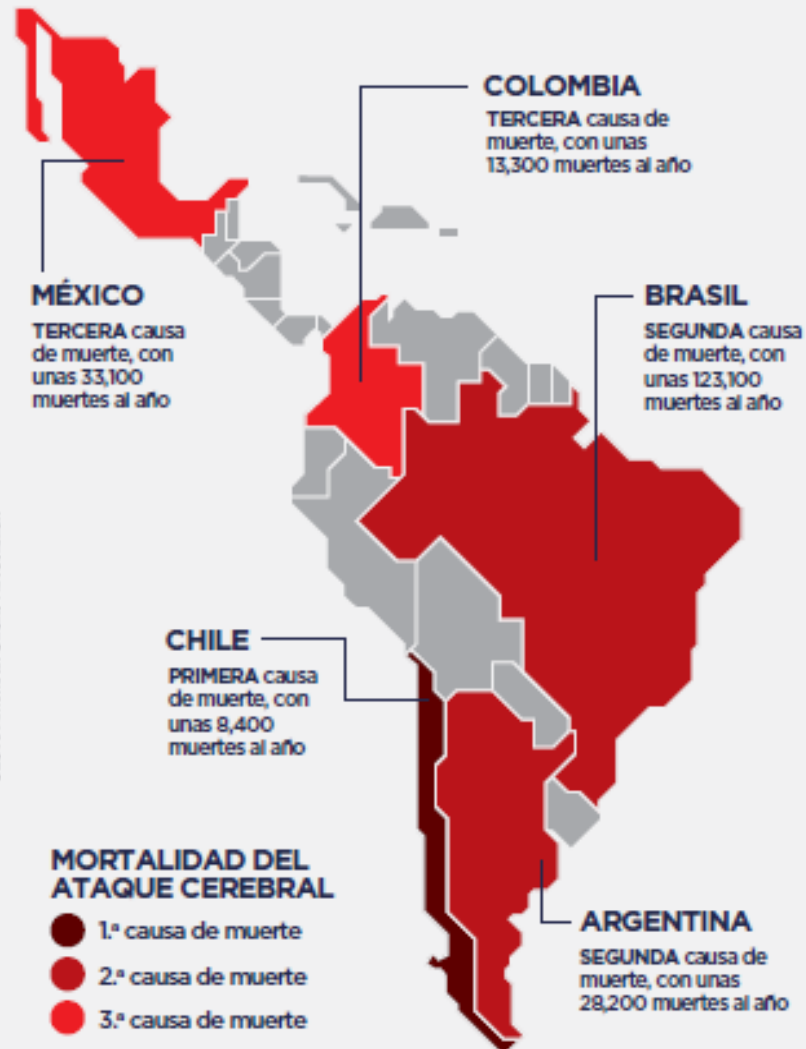 COLOMBIA
TERCERA causa de
muerte, con unas
13,300 muertes al año
MÉXICO
TERCERA causa
de muerte, con
unas 33,100
muertes al año
BRASIL
SEGUNDA causa
de muerte, con
unas 123,100
muertes al año
CHILE
PRIMERA causa
de muerte, con
unas 8,400
muertes al año
MORTALIDAD DEL
ATAQUE CEREBRAL
1.ª causa de muerte
2.ª causa de muerte
3.ª causa de muerte
ARGENTINA
SEGUNDA causa de
muerte, con unas
28,200 muertes al año